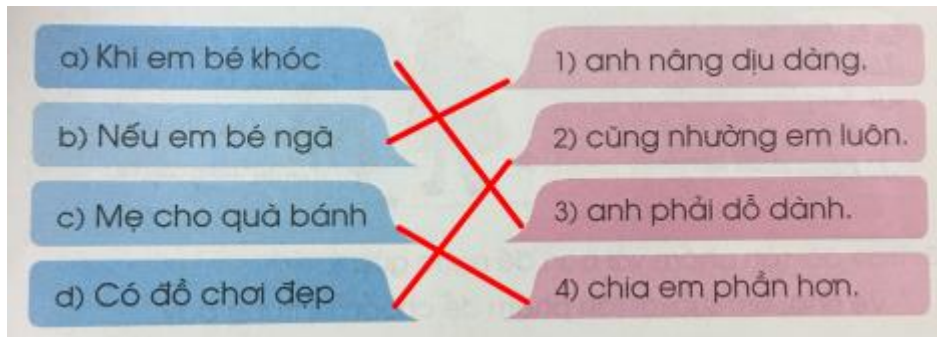 a) Khi em bé khóc
1) anh nâng dịu dàng.
b) Nếu em bé ngã
2) cũng nhường em luôn.
c) Mẹ cho quà bánh
3) anh phải dỗ dành.
d) Có đồ chơi đẹp
4) chia em phần hơn.